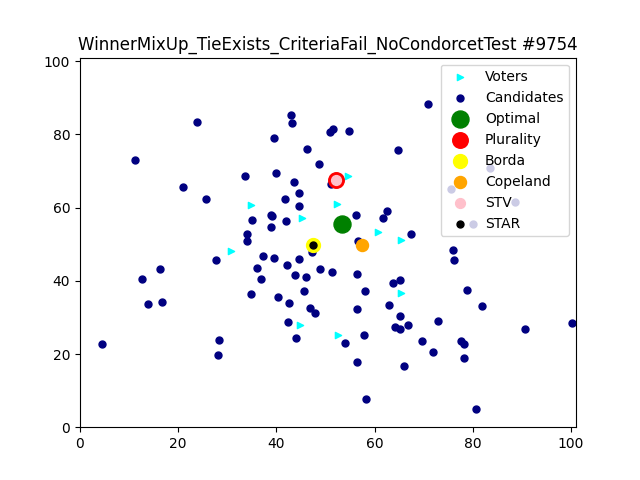 WinnerMixUp_TieExists_CriteriaFail_NoCondorcetTest #9754
100
80
60
40
20
0
0 20 40 60 80 100
Voters
Candidates
Optimal
Plurality
Borda
Copeland
STV
STAR